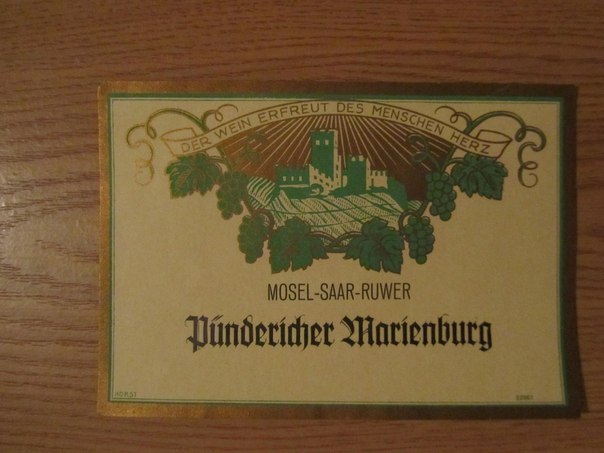 DER WEIN ERFREUT DES MENSCHEN HERZ
MOSEL-SAAR-RUWER
Pündericher Marienburg